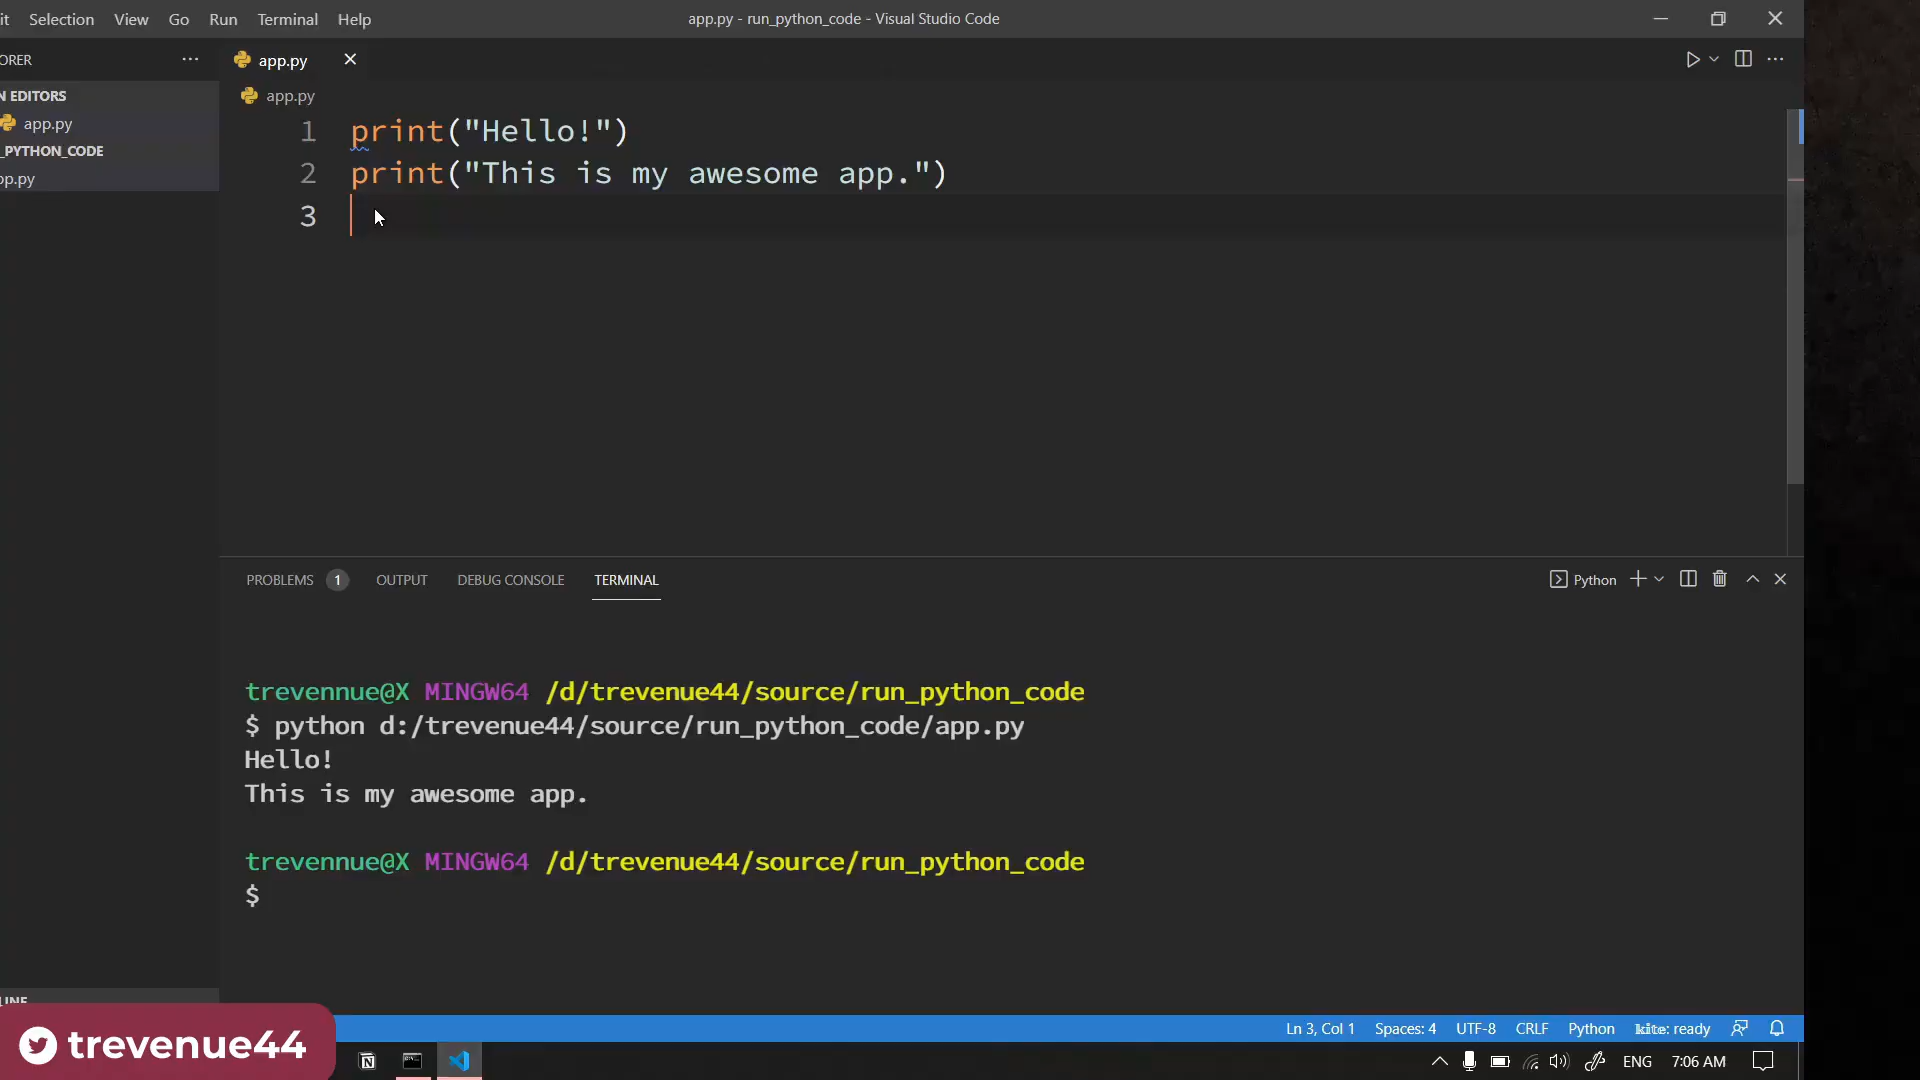 it Selection View Go Run Terminal Help
app.py - run_python_code - Visual Studio Code
ORER
app.py
N EDITORS
app.py
app.py
_PYTHON_CODE
pp.py
1 print("Hello!")
2 print("This is my awesome app.")
3
PROBLEMS 1 OUTPUT DEBUG CONSOLE TERMINAL
Python
trevennue@X MINGW64 /d/trevenue44/source/run_python_code
$ python d:/trevenue44/source/run_python_code/app.py
Hello!
This is my awesome app.
trevennue@X MINGW64 /d/trevenue44/source/run_python_code
$
LINE
trevenue44
Ln 3, Col 1 Spaces: 4 UTF-8 CRLF Python kite: ready
ENG 7:06 AM